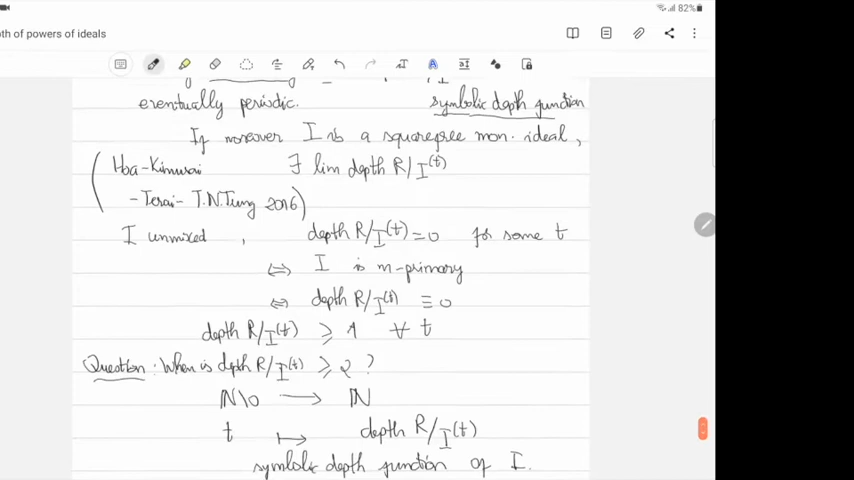 82%
th of powers of ideals
eventually periodic. symbolic depth function
If moreover I is a squarefree mon. ideal,
(Hoa-Kimura ∃ lim depth R/I^(t)
-Terai- T.N.Trung 2016)
I unmixed, depth R/I^(t) = 0 for some t
⇔ I is m-primary
⇔ depth R/I^(t) ≡ 0
depth R/I^(t) ⩾ 1 ∀ t
Question: When is depth R/I^(t) ⩾ 2 ?
ℕ\0 → ℕ
t ↦ depth R/I^(t)
symbolic depth function of I.